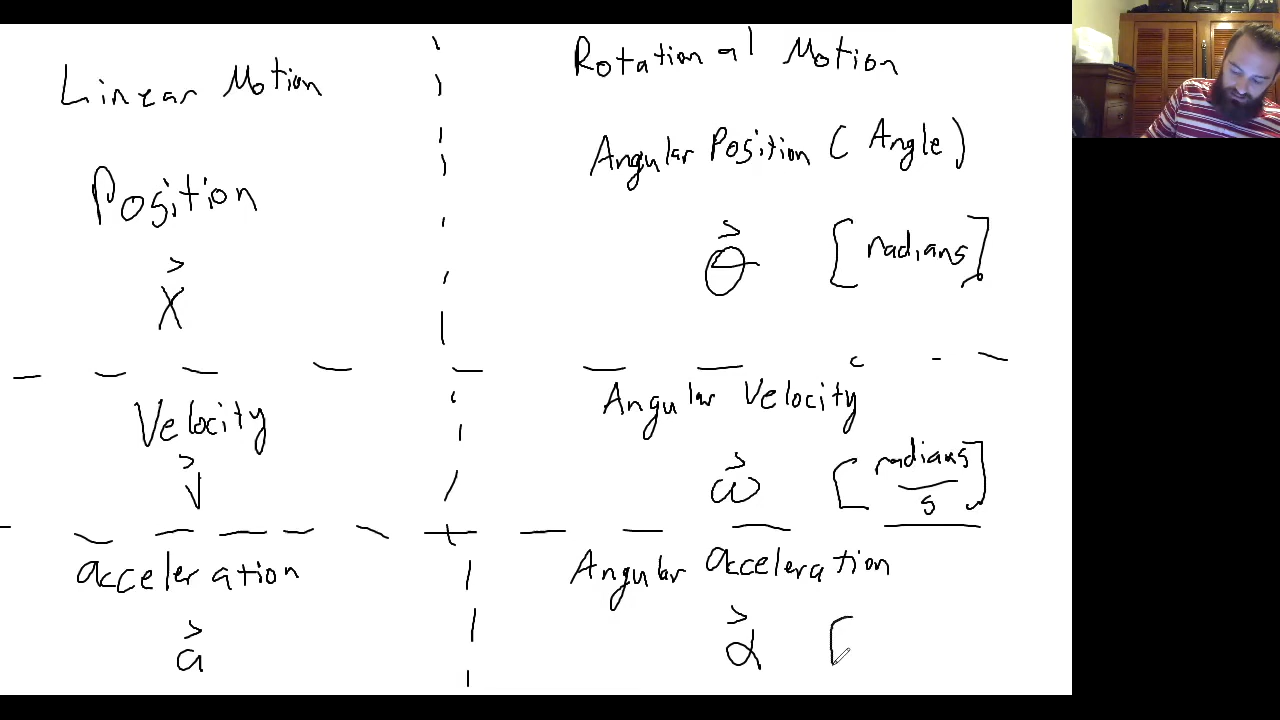 Linear Motion
Rotational Motion
Position
Angular Position (Angle)
x⃗
θ⃗ [radians]
Velocity
Angular Velocity
v⃗
ω⃗ [radians/s]
acceleration
Angular acceleration
a⃗
α⃗ [